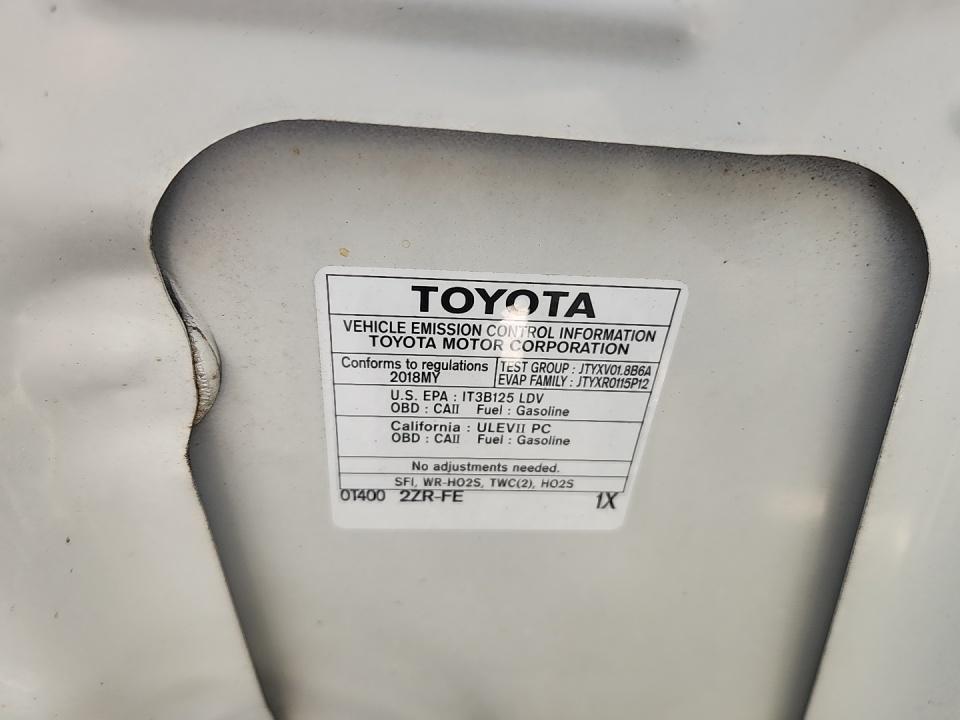 TOYOTA
VEHICLE EMISSION CONTROL INFORMATION
TOYOTA MOTOR CORPORATION
Conforms to regulations
2018MY
TEST GROUP : JTYXV01.8B6A
EVAP FAMILY : JTYXR0115P12
U.S. EPA : IT3B125 LDV
OBD : CAII Fuel : Gasoline
California : ULEVII PC
OBD : CAII Fuel : Gasoline
No adjustments needed.
SFI, WR-HO2S, TWC(2), HO2S
0T400 2ZR-FE 1X